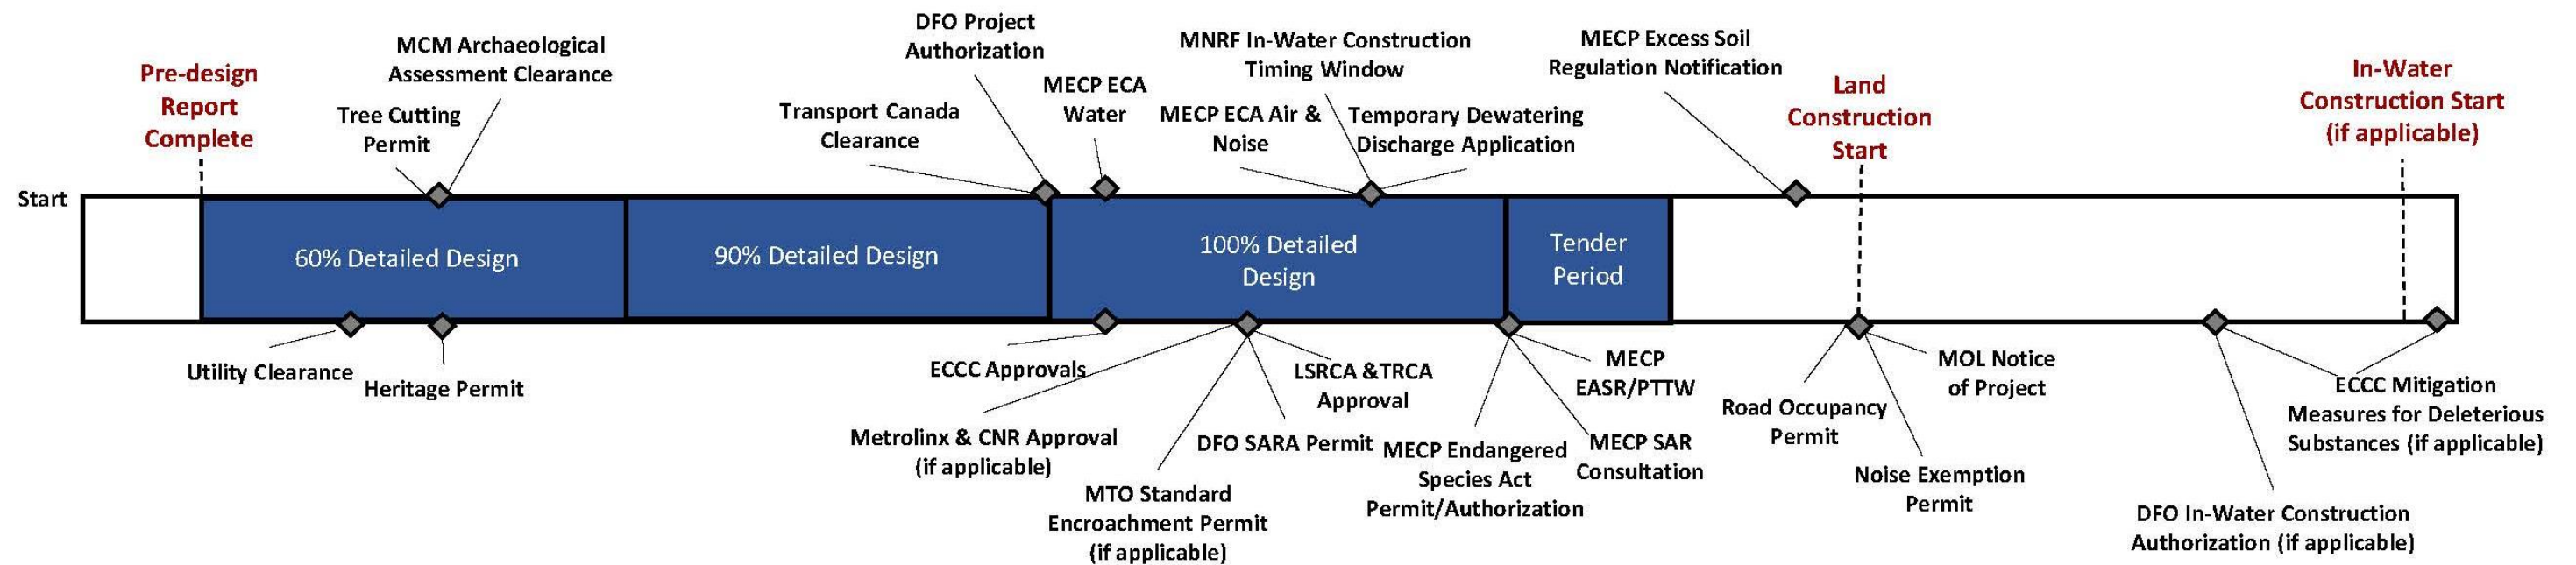 Pre-design
Report
Complete
MCM Archaeological
Assessment Clearance
Tree Cutting
Permit
DFO Project
Authorization
Transport Canada
Clearance
MECP ECA
Water
MNRF In-Water Construction
Timing Window
MECP ECA Air &
Noise
Temporary Dewatering
Discharge Application
MECP Excess Soil
Regulation Notification
Land
Construction
Start
In-Water
Construction Start
(if applicable)
Start
60% Detailed Design
90% Detailed Design
100% Detailed
Design
Tender
Period
Utility Clearance
Heritage Permit
ECCC Approvals
Metrolinx & CNR Approval
(if applicable)
MTO Standard
Encroachment Permit
(if applicable)
LSRCA &TRCA
Approval
DFO SARA Permit
MECP Endangered
Species Act
Permit/Authorization
MECP
EASR/PTTW
MECP SAR
Consultation
Road Occupancy
Permit
MOL Notice
of Project
Noise Exemption
Permit
DFO In-Water Construction
Authorization (if applicable)
ECCC Mitigation
Measures for Deleterious
Substances (if applicable)